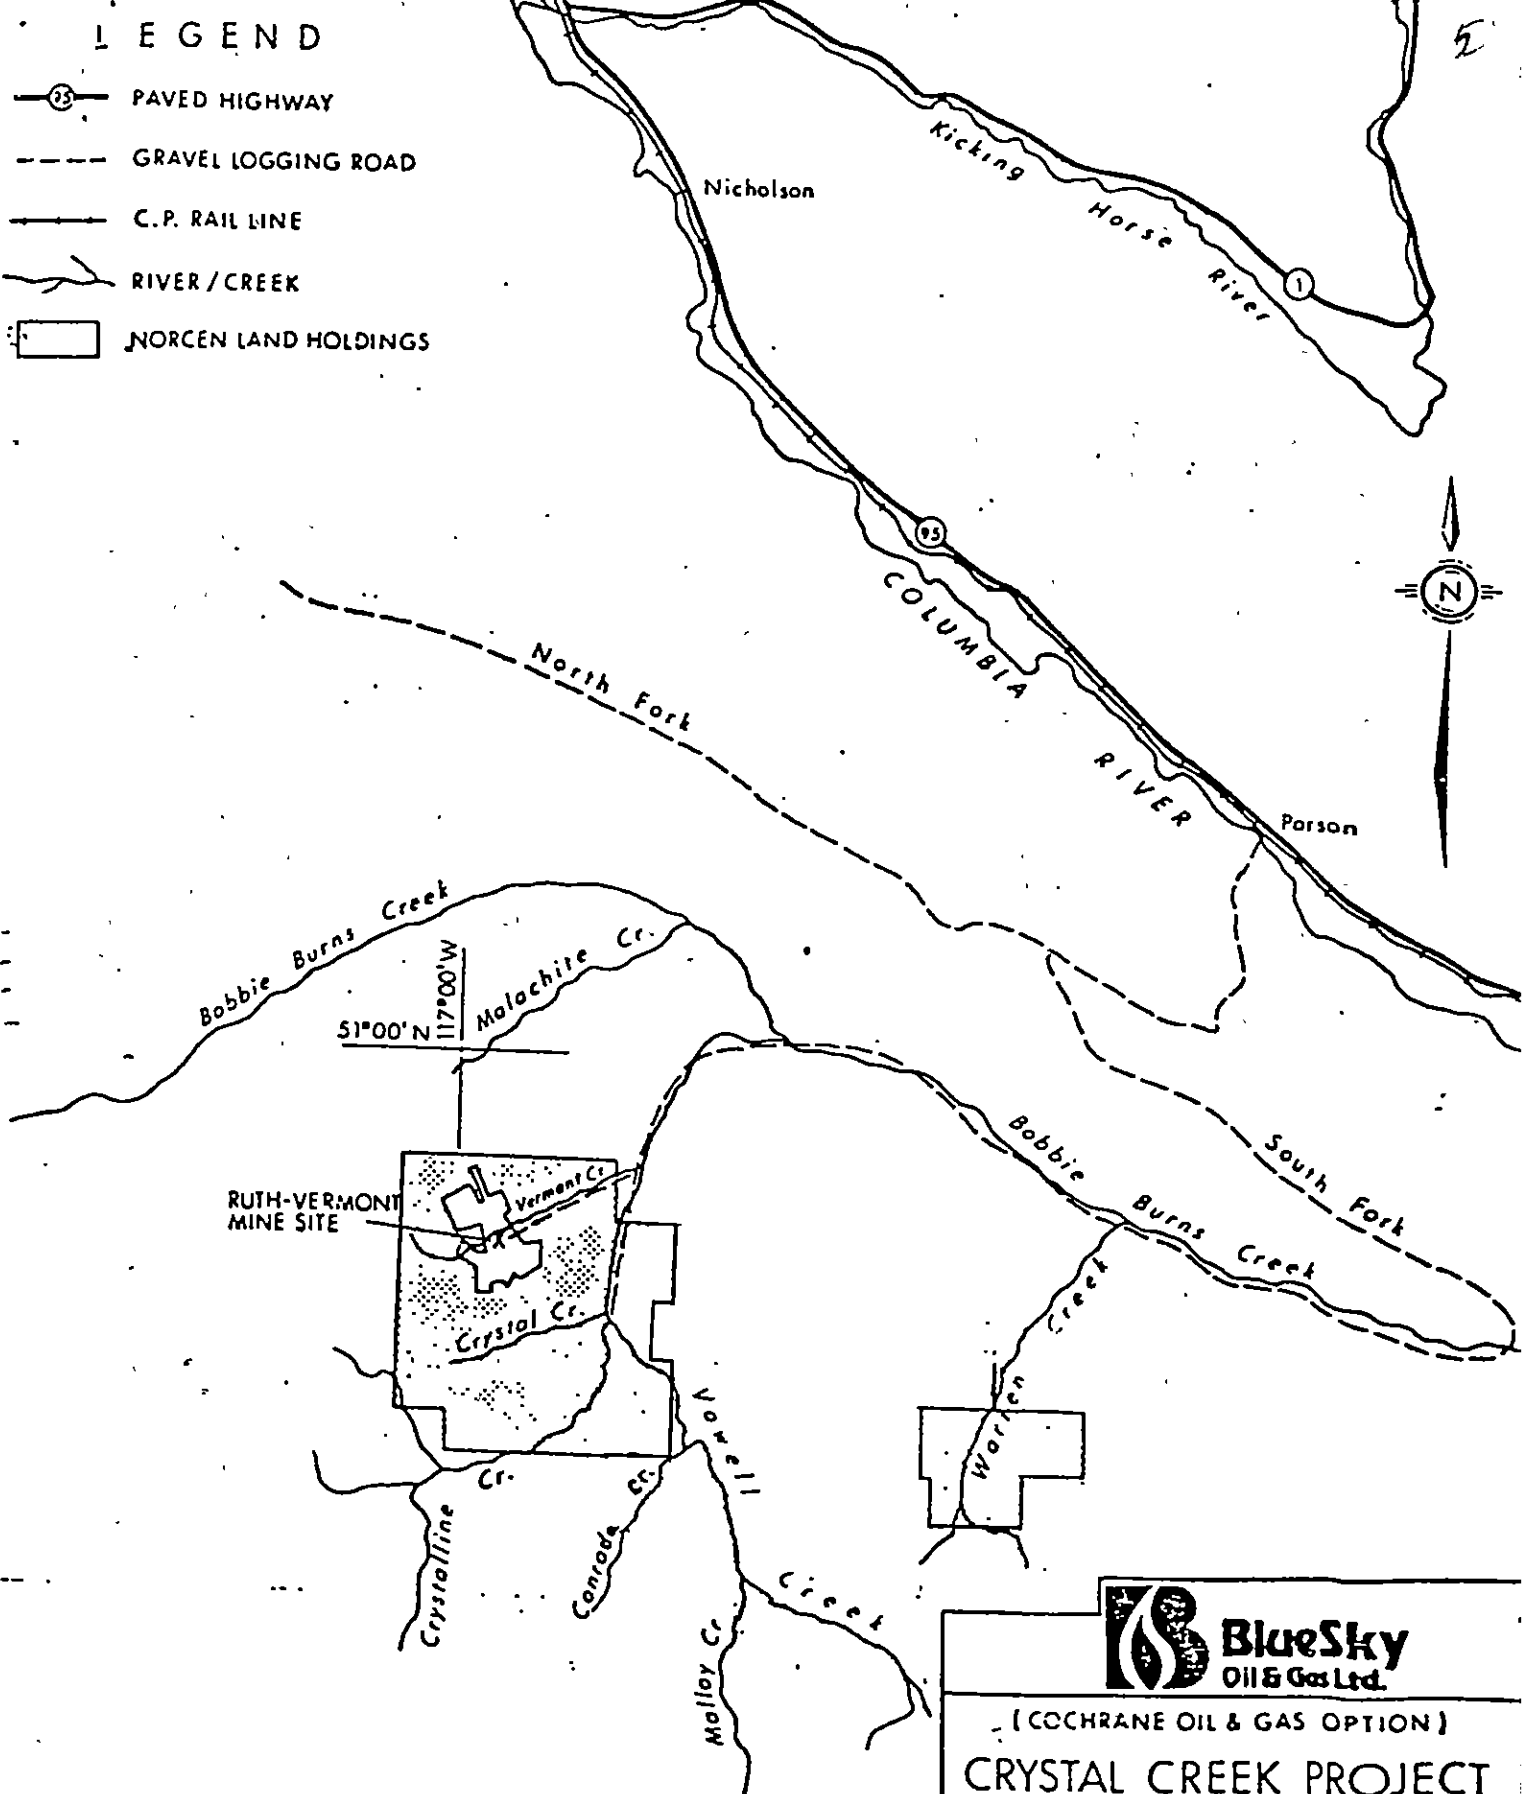 LEGEND
95 PAVED HIGHWAY
GRAVEL LOGGING ROAD
C.P. RAIL LINE
RIVER/CREEK
NORCEN LAND HOLDINGS
5
Kicking Horse River
1
Nicholson
95
N
COLUMBIA RIVER
North Fork
Parson
Bobbie Burns Creek
Malachite Cr.
117°00'W
51°00'N
Bobbie Burns Creek
South Fork
RUTH-VERMONT
MINE SITE
Vermont Cr.
Crystal Cr.
Warren Creek
Vowell Creek
Crystalline Cr.
Conrade Cr.
Malloy Cr
BlueSky
Oil & Gas Ltd.
(COCHRANE OIL & GAS OPTION)
CRYSTAL CREEK PROJECT